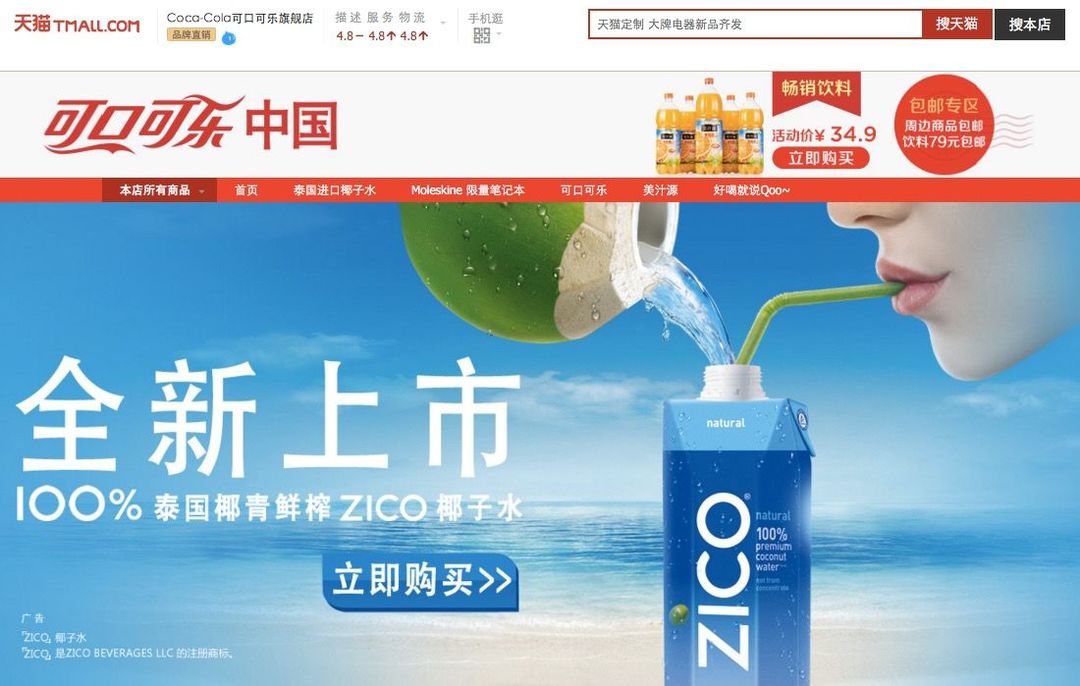 天猫 TMALL.COM
Coca-Cola可口可乐旗舰店
品牌直销
描述 服务 物流
4.8 4.8 4.8
手机逛
天猫定制 大牌电器新品齐发
搜天猫
搜本店
可口可乐中国
畅销饮料
活动价¥ 34.9
立即购买
包邮专区
周边商品包邮
饮料79元包邮
本店所有商品 首页 泰国进口椰子水 Moleskine 限量笔记本 可口可乐 美汁源 好喝就说Qoo~
全新上市
100% 泰国椰青鲜榨 ZICO 椰子水
立即购买>>
natural
ZICO®
natural
100%
premium
coconut
water
not from
concentrate
广告
「ZICO」椰子水
「ZICO」是ZICO BEVERAGES LLC 的注册商标。